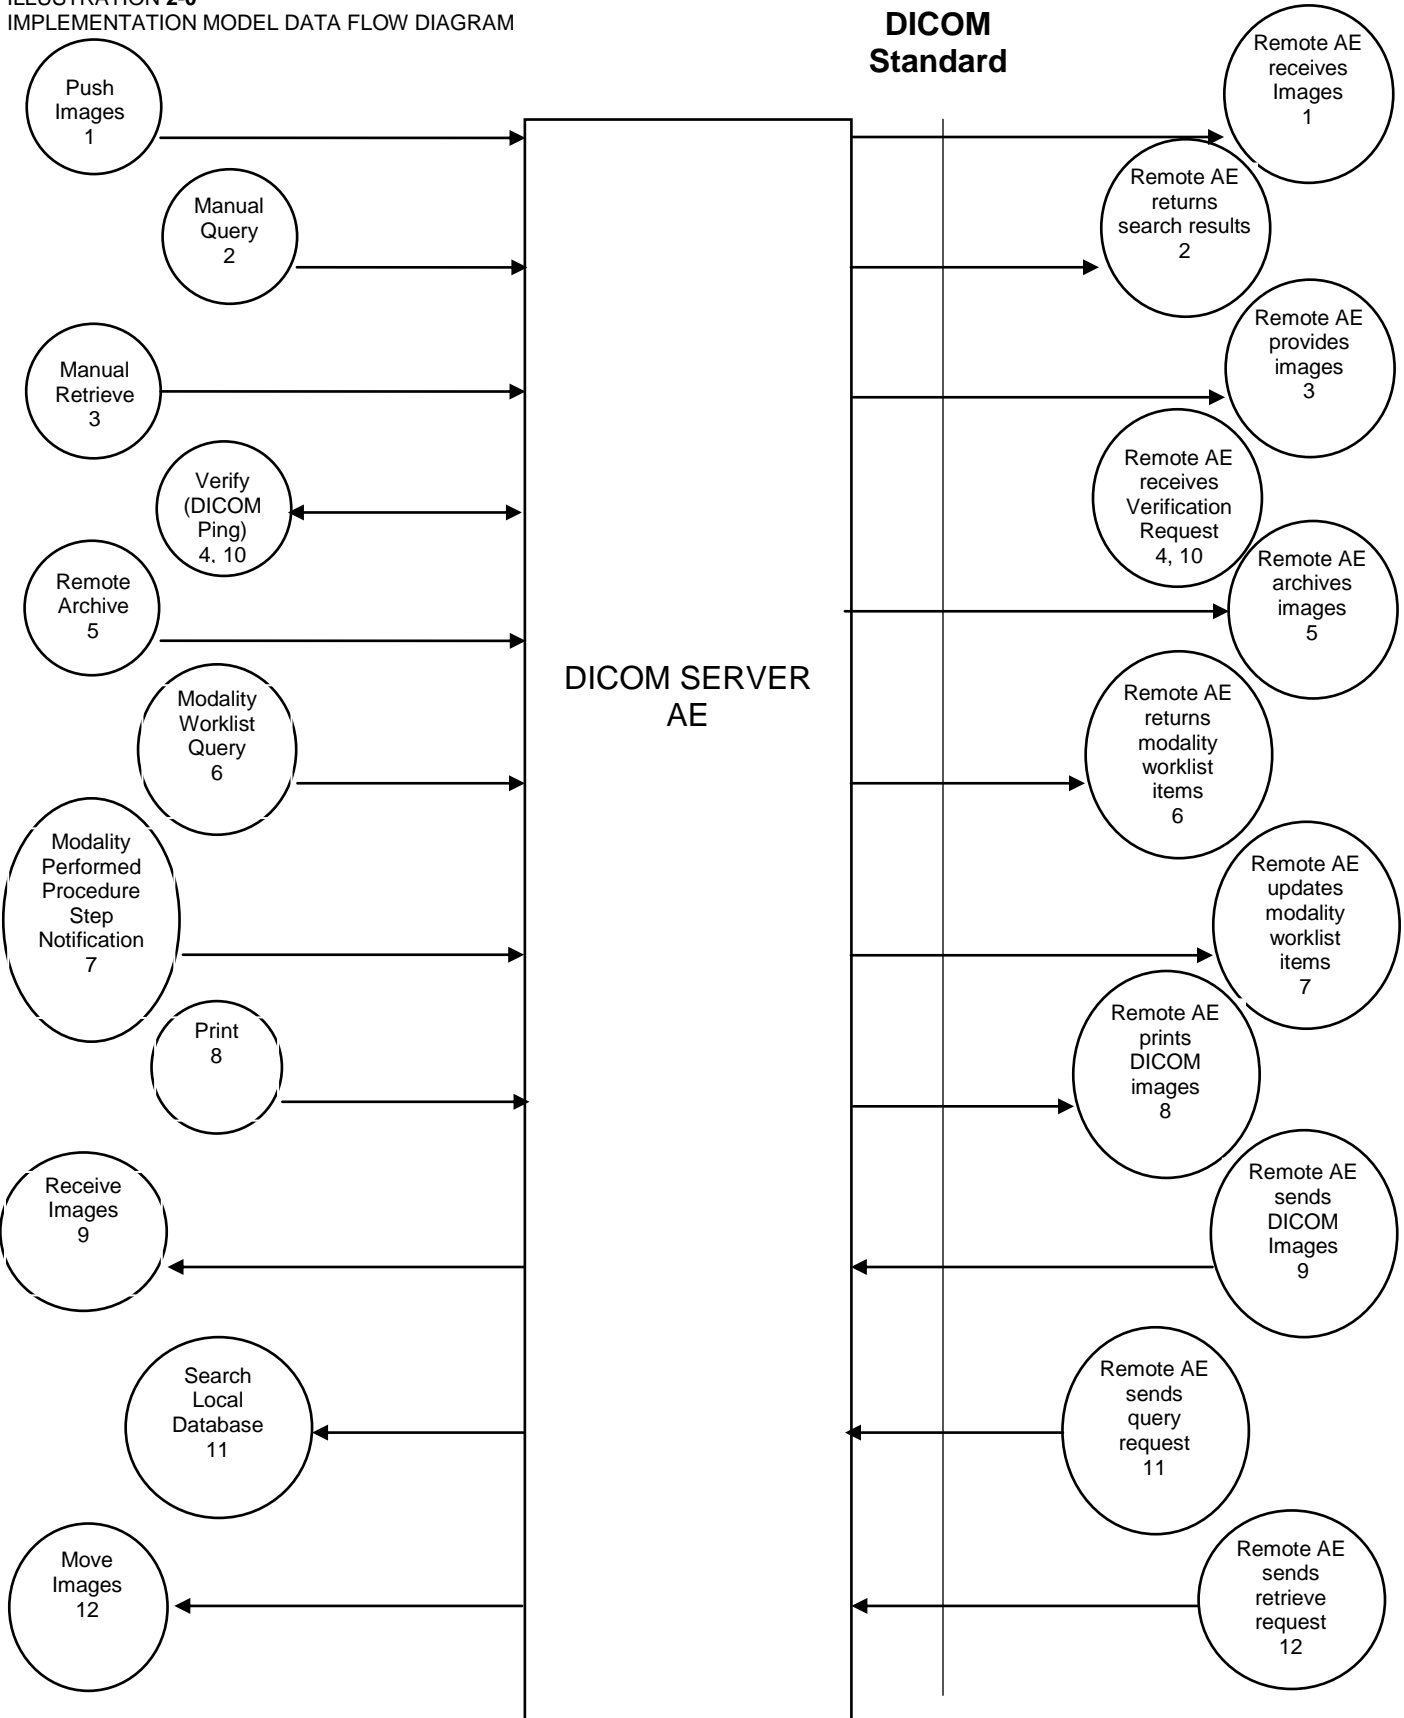 IMPLEMENTATION MODEL DATA FLOW DIAGRAM
DICOM
Standard
Push
Images
1
Manual
Query
2
Manual
Retrieve
3
Verify
(DICOM
Ping)
4, 10
Remote
Archive
5
Modality
Worklist
Query
6
Modality
Performed
Procedure
Step
Notification
7
Print
8
Receive
Images
9
Search
Local
Database
11
Move
Images
12
DICOM SERVER
AE
Remote AE
receives
Images
1
Remote AE
returns
search results
2
Remote AE
provides
images
3
Remote AE
receives
Verification
Request
4, 10
Remote AE
archives
images
5
Remote AE
returns
modality
worklist
items
6
Remote AE
updates
modality
worklist
items
7
Remote AE
prints
DICOM
images
8
Remote AE
sends
DICOM
Images
9
Remote AE
sends
query
request
11
Remote AE
sends
retrieve
request
12